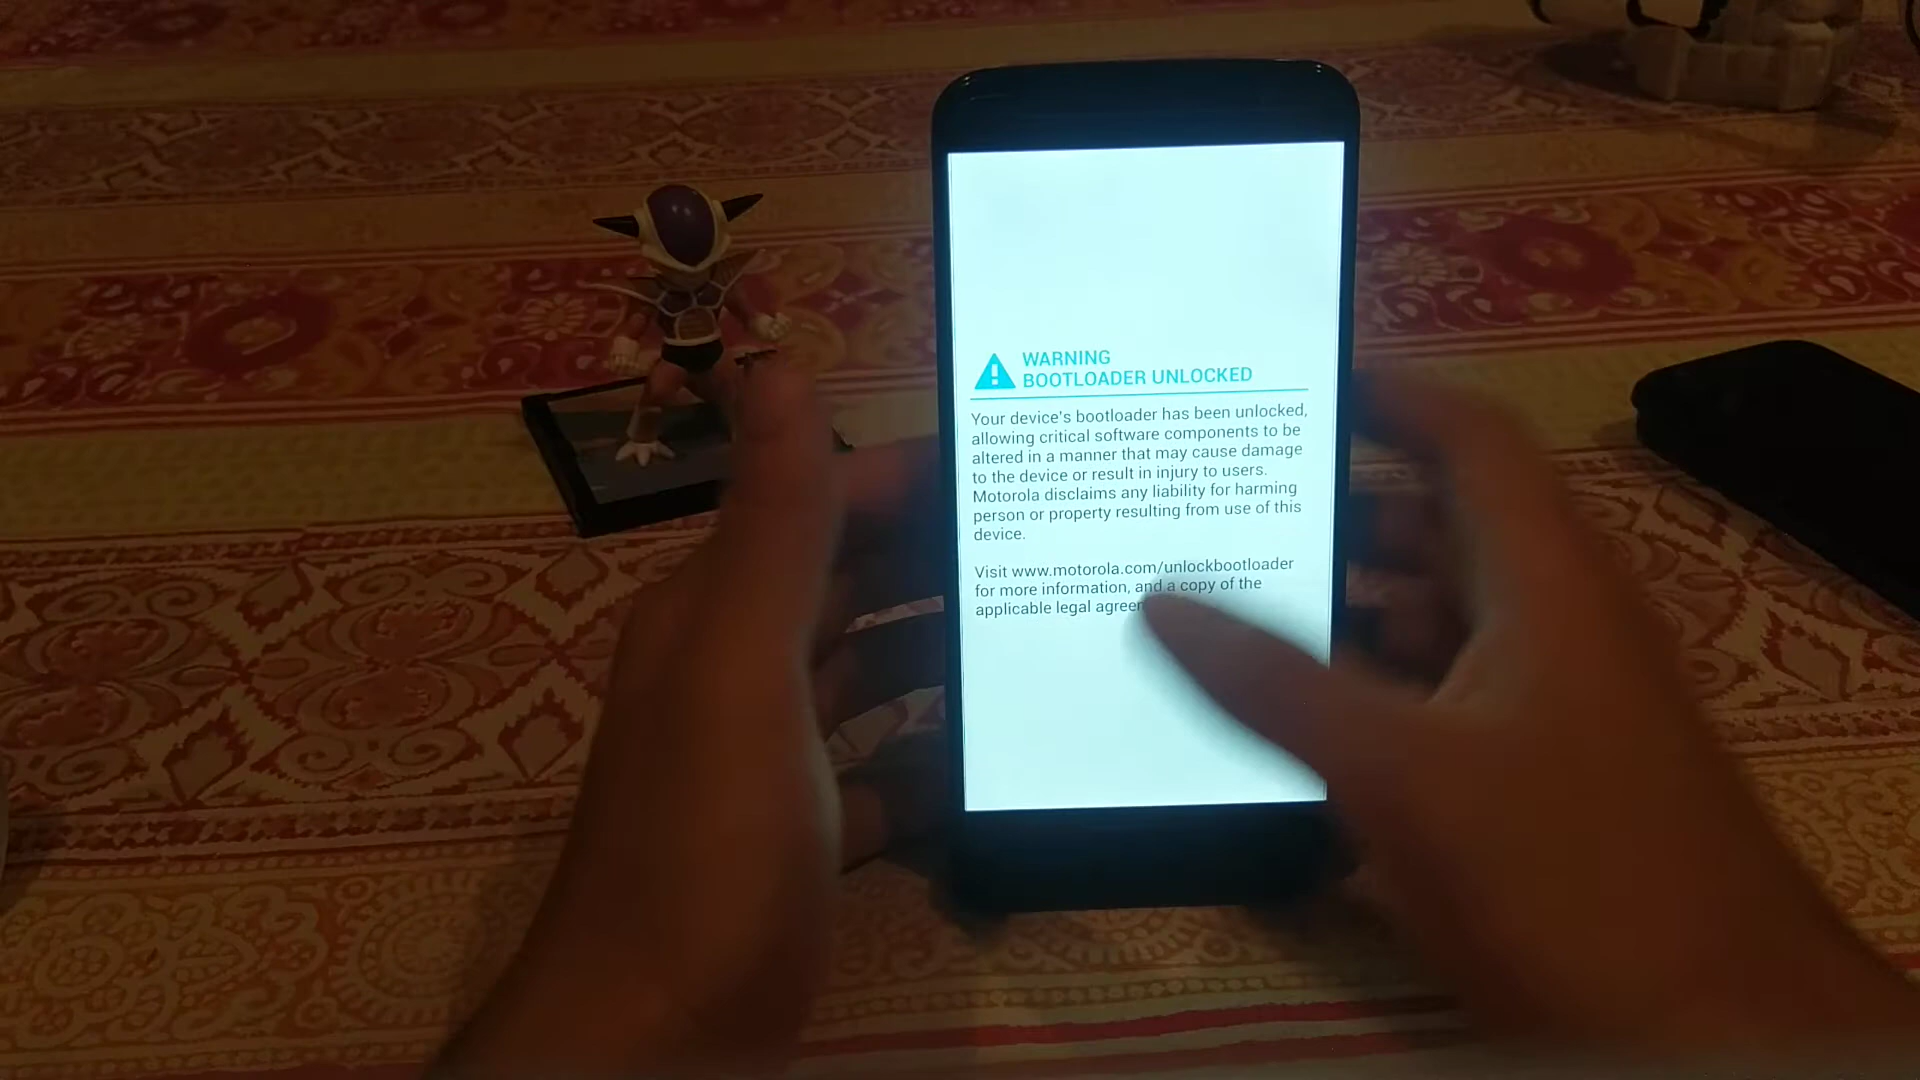 WARNING
BOOTLOADER UNLOCKED
Your device's bootloader has been unlocked,
allowing critical software components to be
altered in a manner that may cause damage
to the device or result in injury to users.
Motorola disclaims any liability for harming
person or property resulting from use of this
device.
Visit www.motorola.com/unlockbootloader
for more information, and a copy of the
applicable legal